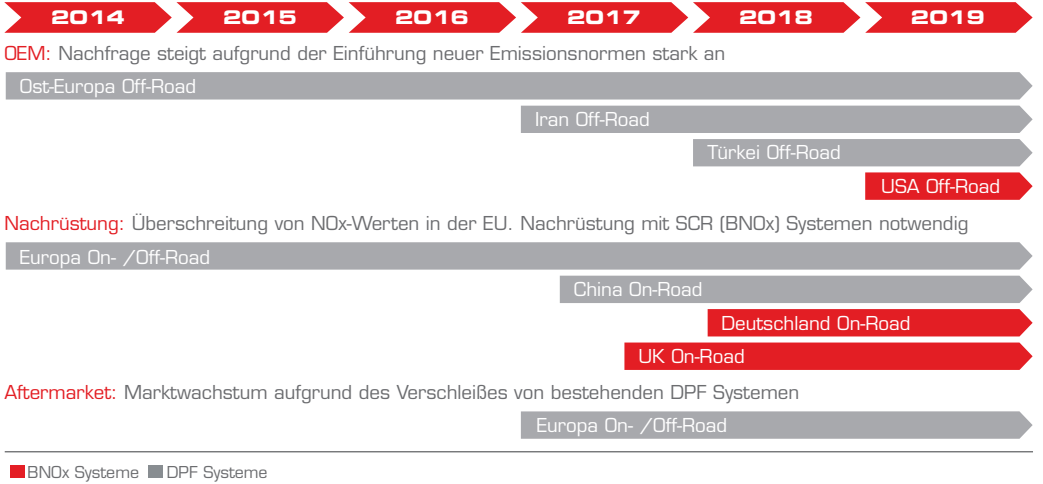 2014 2015 2016 2017 2018 2019
OEM: Nachfrage steigt aufgrund der Einführung neuer Emissionsnormen stark an
Ost-Europa Off-Road
Iran Off-Road
Türkei Off-Road
USA Off-Road
Nachrüstung: Überschreitung von NOx-Werten in der EU. Nachrüstung mit SCR (BNOx) Systemen notwendig
Europa On- /Off-Road
China On-Road
Deutschland On-Road
UK On-Road
Aftermarket: Marktwachstum aufgrund des Verschleißes von bestehenden DPF Systemen
Europa On- /Off-Road
BNOx Systeme DPF Systeme